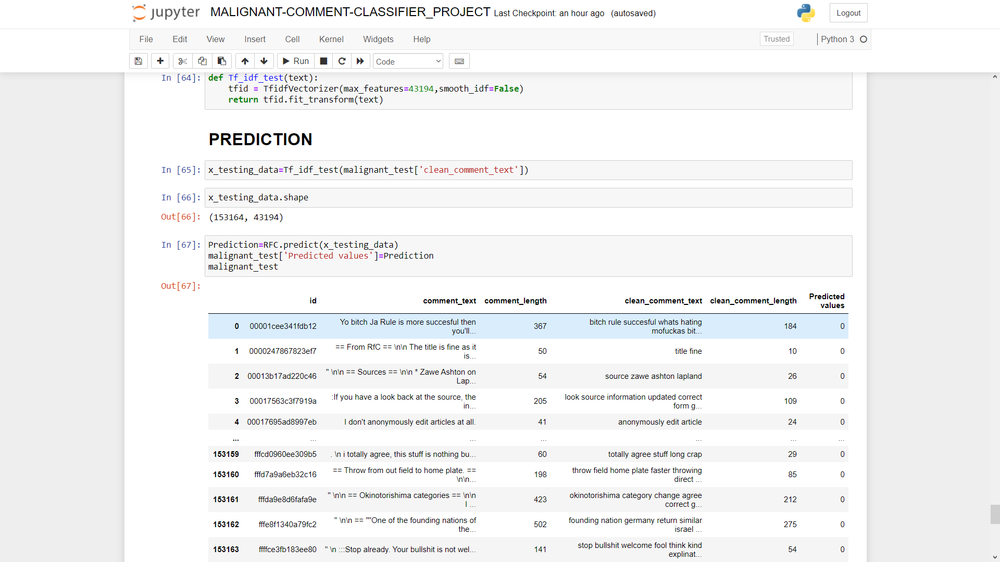 jupyter MALIGNANT-COMMENT-CLASSIFIER_PROJECT Last Checkpoint: an hour ago (autosaved) Logout
File Edit View Insert Cell Kernel Widgets Help Trusted Python 3
Run Code
In [64]: def Tf_idf_test(text):
tfid = TfidfVectorizer(max_features=43194,smooth_idf=False)
return tfid.fit_transform(text)
PREDICTION
In [65]: x_testing_data=Tf_idf_test(malignant_test['clean_comment_text'])
In [66]: x_testing_data.shape
Out[66]: (153164, 43194)
In [67]: Prediction=RFC.predict(x_testing_data)
malignant_test['Predicted values']=Prediction
malignant_test
Out[67]:
id comment_text comment_length clean_comment_text clean_comment_length Predicted
values
0 00001cee341fdb12 Yo bitch Ja Rule is more succesful then 367 bitch rule succesful whats hating 184 0
you'll... mofuckas bit...
1 0000247867823ef7 == From RfC == \n\n The title is fine as it 50 title fine 10 0
is...
2 00013b17ad220c46 " \n\n == Sources == \n\n * Zawe Ashton on 54 source zawe ashton lapland 26 0
Lap...
3 00017563c3f7919a :If you have a look back at the source, the 205 look source information updated correct 109 0
in... form g...
4 00017695ad8997eb I don't anonymously edit articles at all. 41 anonymously edit article 24 0
... ... ... ... ... ... ...
153159 fffcd0960ee309b5 . \n i totally agree, this stuff is nothing bu... 60 totally agree stuff long crap 29 0
153160 fffd7a9a6eb32c16 == Throw from out field to home plate. == 198 throw field home plate faster throwing 85 0
\n\n... direct ...
153161 fffda9e8d6fafa9e " \n\n == Okinotorishima categories == \n\n 423 okinotorishima category change agree 212 0
I ... correct g...
153162 fffe8f1340a79fc2 " \n\n == ""One of the founding nations of 502 founding nation germany return similar 275 0
the... israel ...
153163 ffffce3fb183ee80 " \n :::Stop already. Your bullshit is not wel... 141 stop bullshit welcome fool think kind 54 0
explinat...